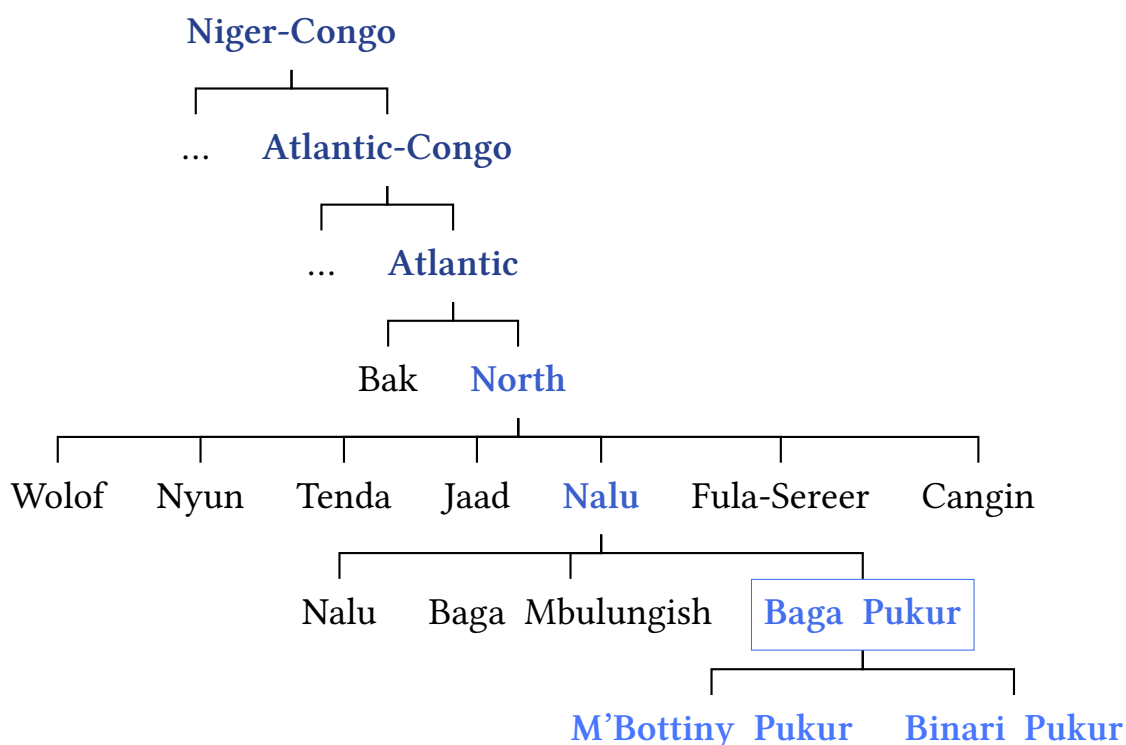 Niger-Congo
... Atlantic-Congo
... Atlantic
Bak North
Wolof Nyun Tenda Jaad Nalu Fula-Sereer Cangin
Nalu Baga Mbulungish Baga Pukur
M’Bottiny Pukur Binari Pukur